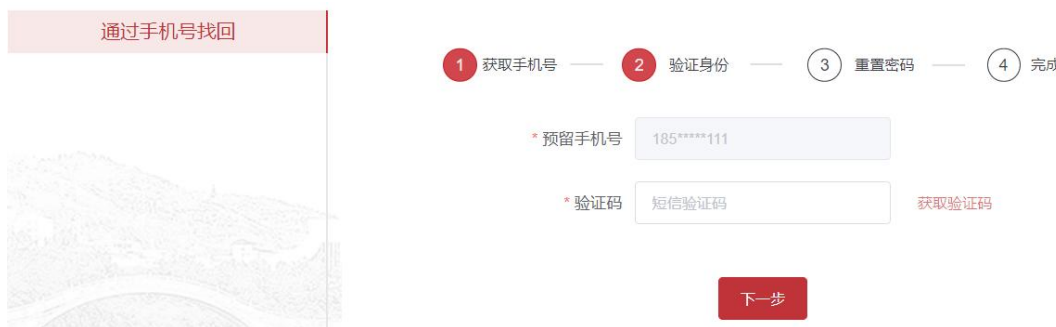 通过手机号找回
1 获取手机号 2 验证身份 3 重置密码 4 完成
* 预留手机号 185*****111
* 验证码 短信验证码 获取验证码
下一步